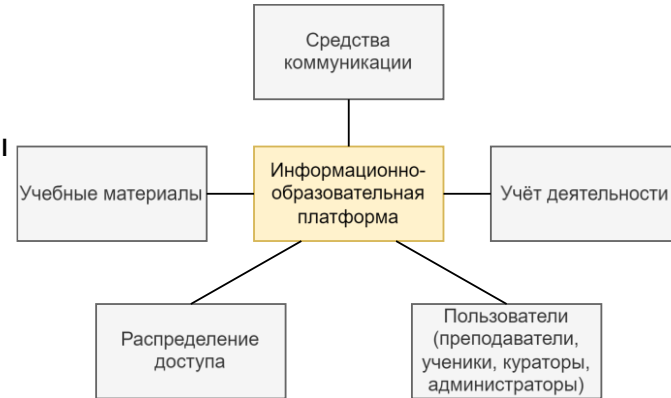 Средства
коммуникации
Учебные материалы
Информационно-
образовательная
платформа
Учёт деятельности
Распределение
доступа
Пользователи
(преподаватели,
ученики, кураторы,
администраторы)